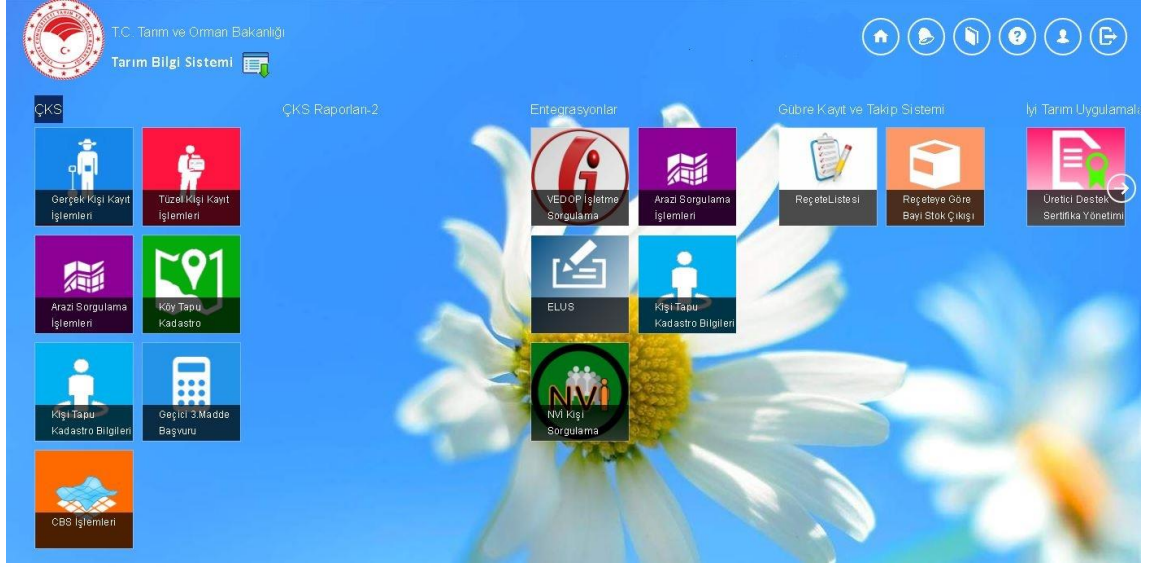 T.C. Tarım ve Orman Bakanlığı
Tarım Bilgi Sistemi
ÇKS
ÇKS Raporları-2
Entegrasyonlar
Gübre Kayıt ve Takip Sistemi
İyi Tarım Uygulamala
Gerçek Kişi Kayıt
İşlemleri
Tüzel Kişi Kayıt
İşlemleri
VEDOP İşletme
Sorgulama
Arazi Sorgulama
İşlemleri
ReçeteListesi
Reçeteye Göre
Bayi Stok Çıkışı
Üretici Destek
Sertifika Yönetimi
Arazi Sorgulama
İşlemleri
Köy Tapu
Kadastro
ELUS
Kişi Tapu
Kadastro Bilgileri
Kişi Tapu
Kadastro Bilgileri
Geçici 3.Madde
Başvuru
NVİ
NVİ Kişi
Sorgulama
CBS İşlemleri